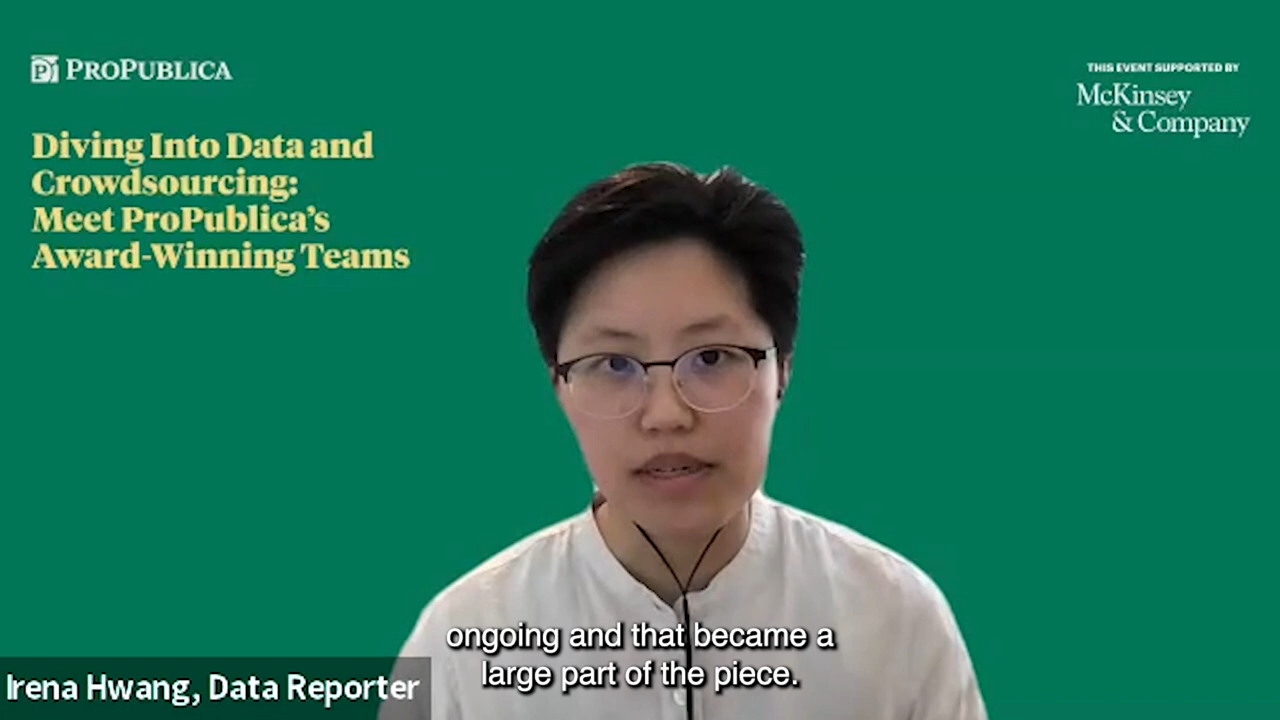 PROPUBLICA
THIS EVENT SUPPORTED BY
McKinsey
& Company
Diving Into Data and
Crowdsourcing:
Meet ProPublica’s
Award-Winning Teams
ongoing and that became a
large part of the piece.
Irena Hwang, Data Reporter